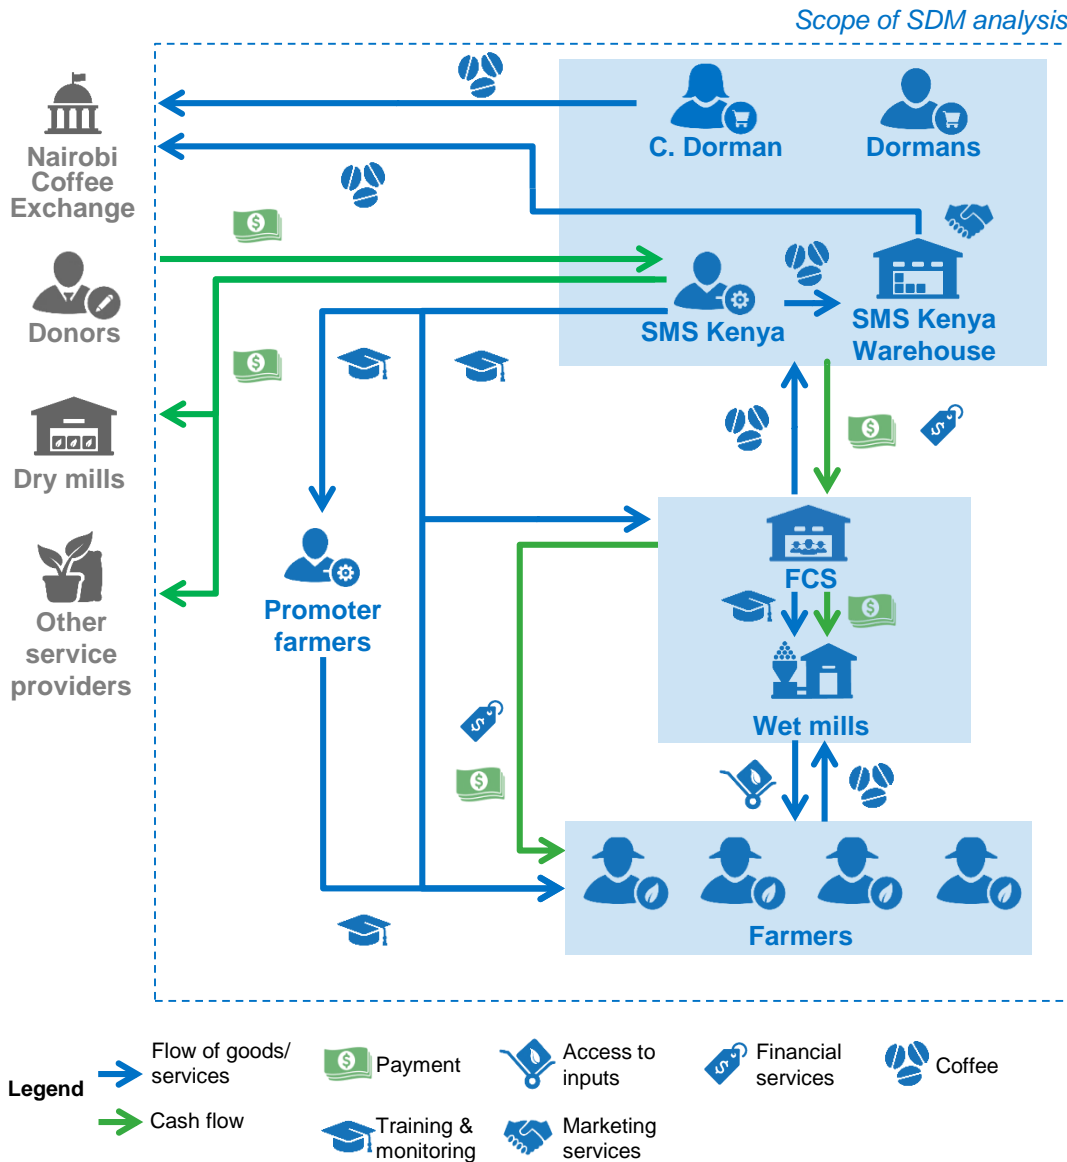 Scope of SDM analysis
Nairobi
Coffee
Exchange
Donors
Dry mills
Other
service
providers
C. Dorman
Dormans
SMS Kenya
SMS Kenya
Warehouse
Promoter
farmers
FCS
Wet mills
Farmers
Legend
Flow of goods/
services
Cash flow
Payment
Training &
monitoring
Access to
inputs
Marketing
services
Financial
services
Coffee